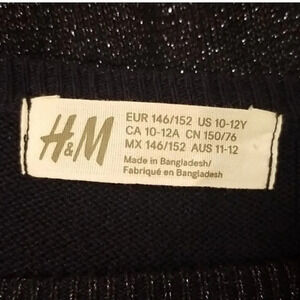 H&M
EUR 146/152 US 10-12Y
CA 10-12A CN 150/76
MX 146/152 AUS 11-12
Made in Bangladesh/
Fabriqué en Bangladesh